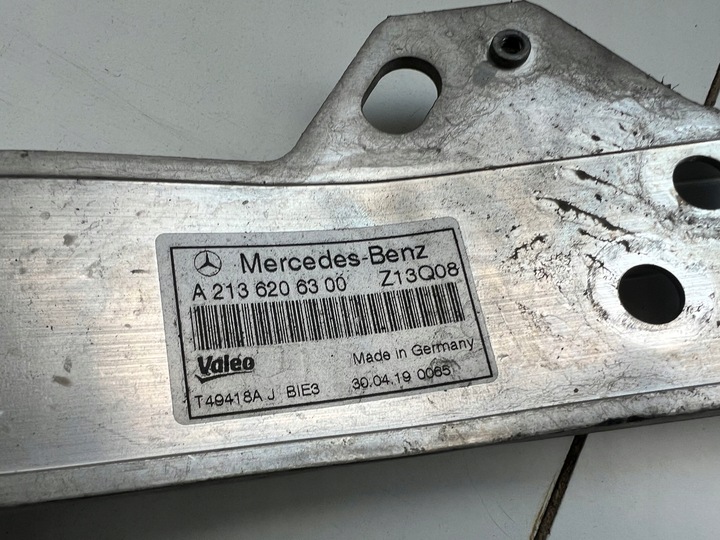 Mercedes-Benz
A 213 620 63 00 Z13Q08
Valeo Made in Germany
T49418A J BIE3 30.04.19 0065